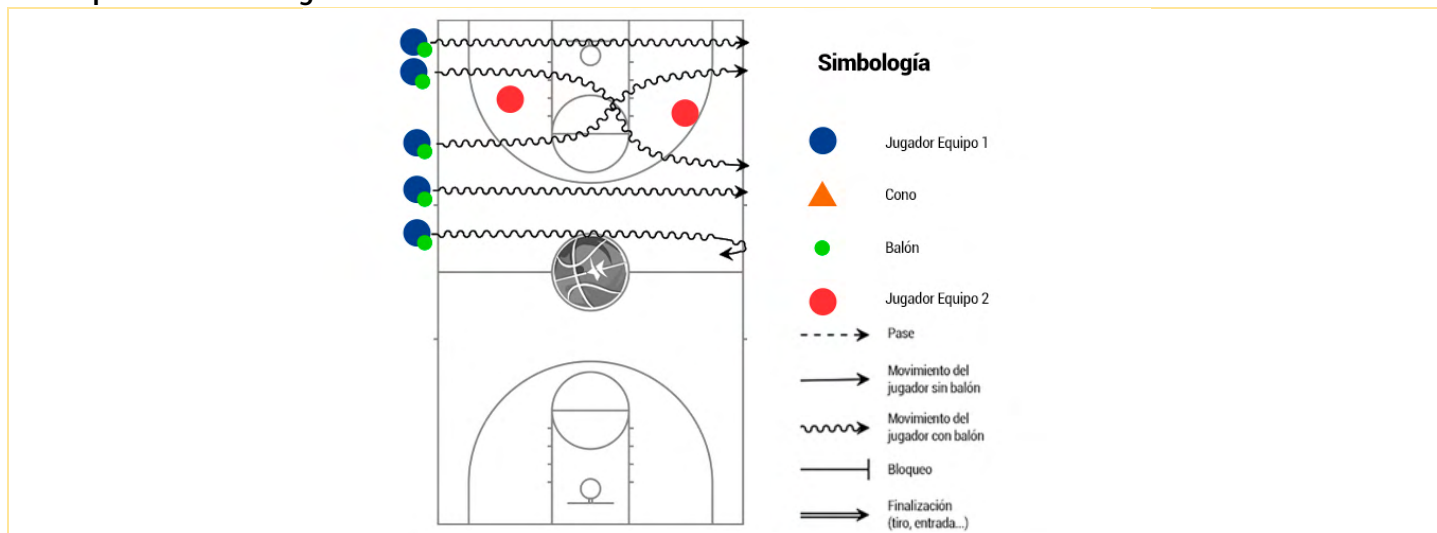 Simbología
Jugador Equipo 1
Cono
Balón
Jugador Equipo 2
Pase
Movimiento del
jugador sin balón
Movimiento del
jugador con balón
Bloqueo
Finalización
(tiro, entrada...)